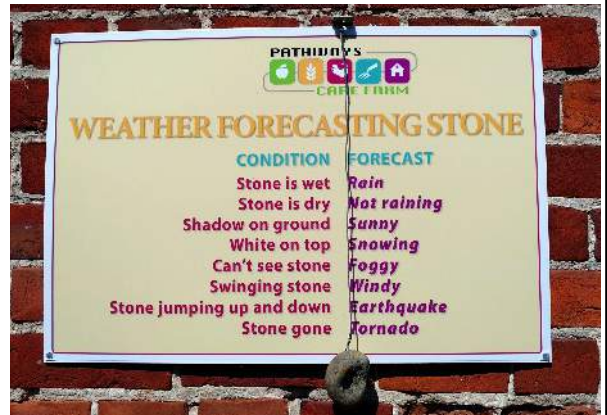 PATHWAYS
CARE FARM
WEATHER FORECASTING STONE
CONDITION FORECAST
Stone is wet Rain
Stone is dry Not raining
Shadow on ground Sunny
White on top Snowing
Can't see stone Foggy
Swinging stone Windy
Stone jumping up and down Earthquake
Stone gone Tornado